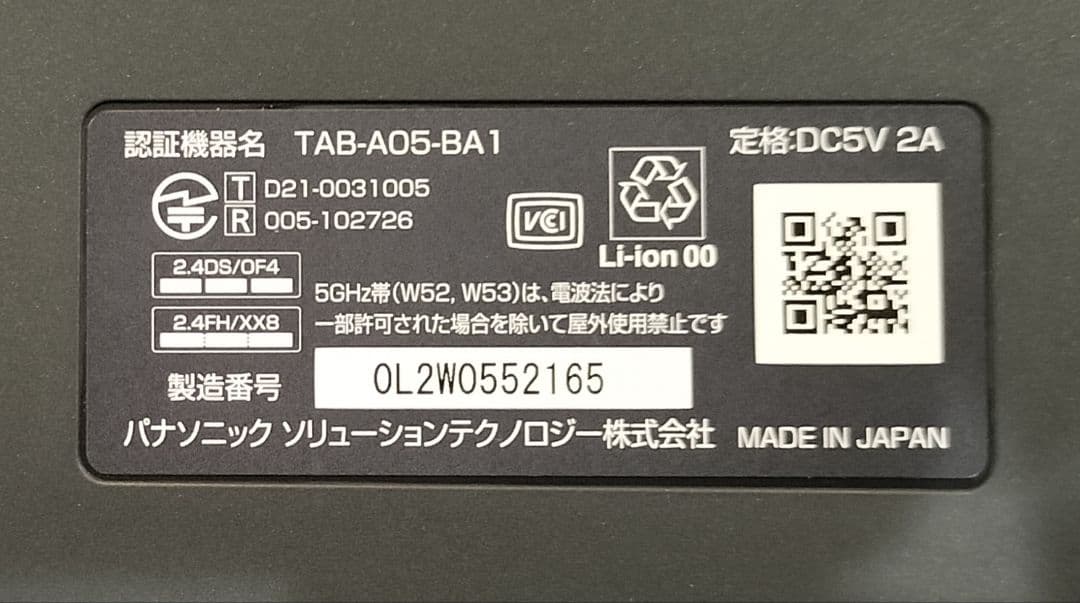 認証機器名 TAB-A05-BA1
定格:DC5V 2A
T D21-0031005
R 005-102726
VCI
Li-ion 00
2.4DS/OF4
2.4FH/XX8
5GHz帯(W52, W53)は、電波法により
一部許可された場合を除いて屋外使用禁止です
製造番号 0L2W0552165
パナソニック ソリューションテクノロジー株式会社 MADE IN JAPAN